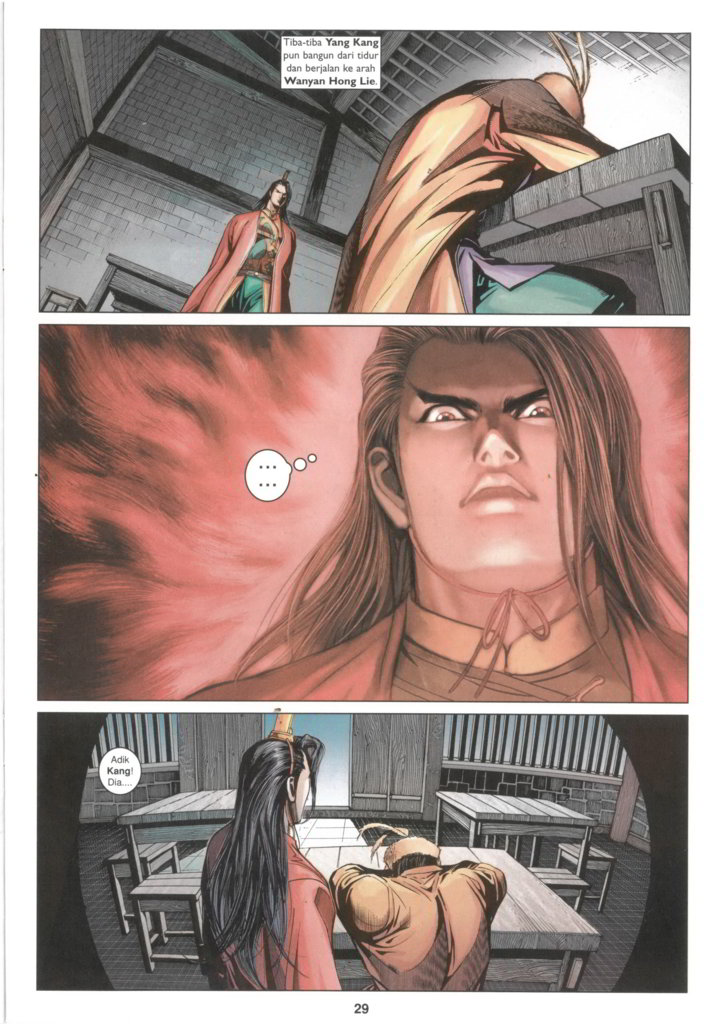 Tiba-tiba Yang Kang
pun bangun dari tidur
dan berjalan ke arah
Wanyan Hong Lie.
...
...
Adik
Kang!
Dia....
29